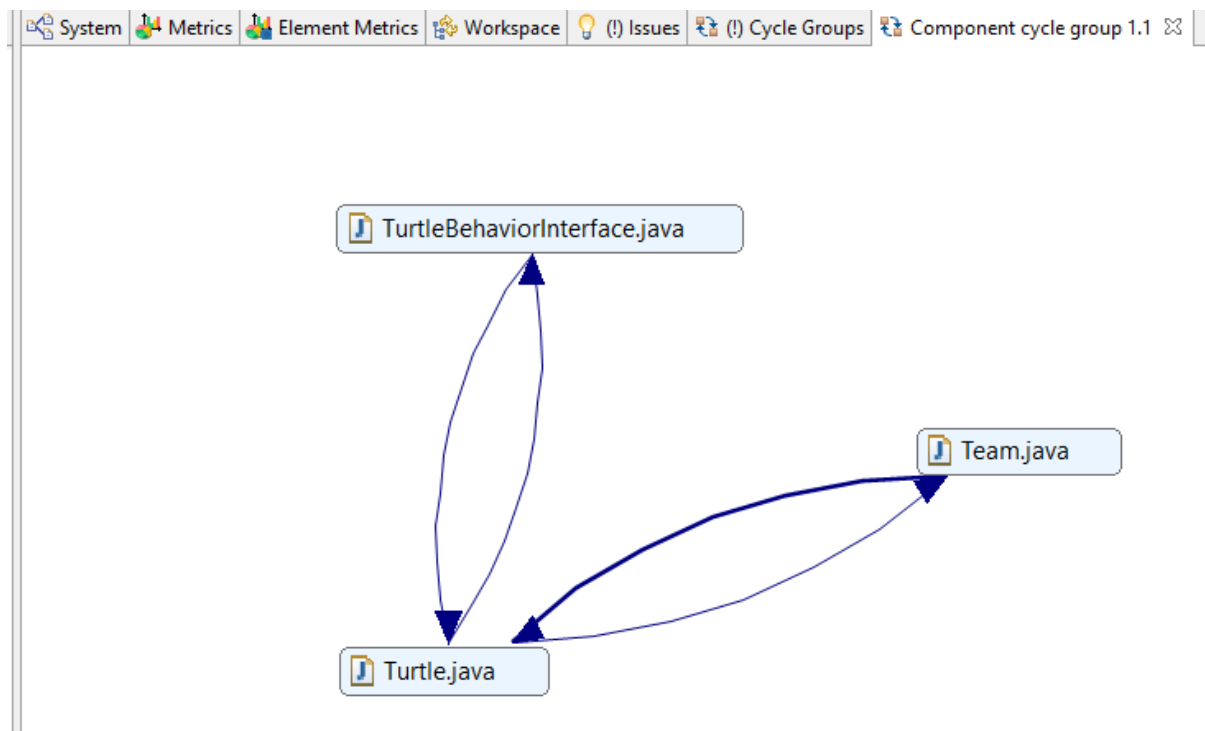 System Metrics Element Metrics Workspace (!) Issues (!) Cycle Groups Component cycle group 1.1
TurtleBehaviorInterface.java
Team.java
Turtle.java